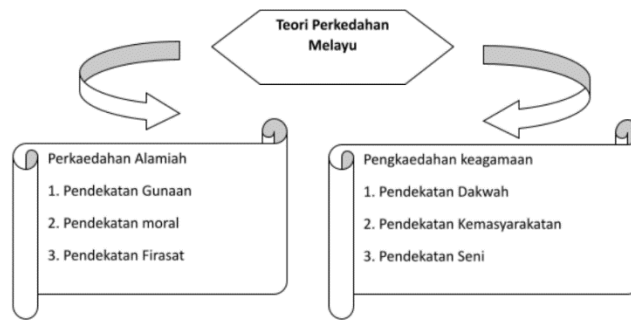 Teori Perkedahan
Melayu
Perkaedahan Alamiah
1. Pendekatan Gunaan
2. Pendekatan moral
3. Pendekatan Firasat
Pengkaedahan keagamaan
1. Pendekatan Dakwah
2. Pendekatan Kemasyarakatan
3. Pendekatan Seni